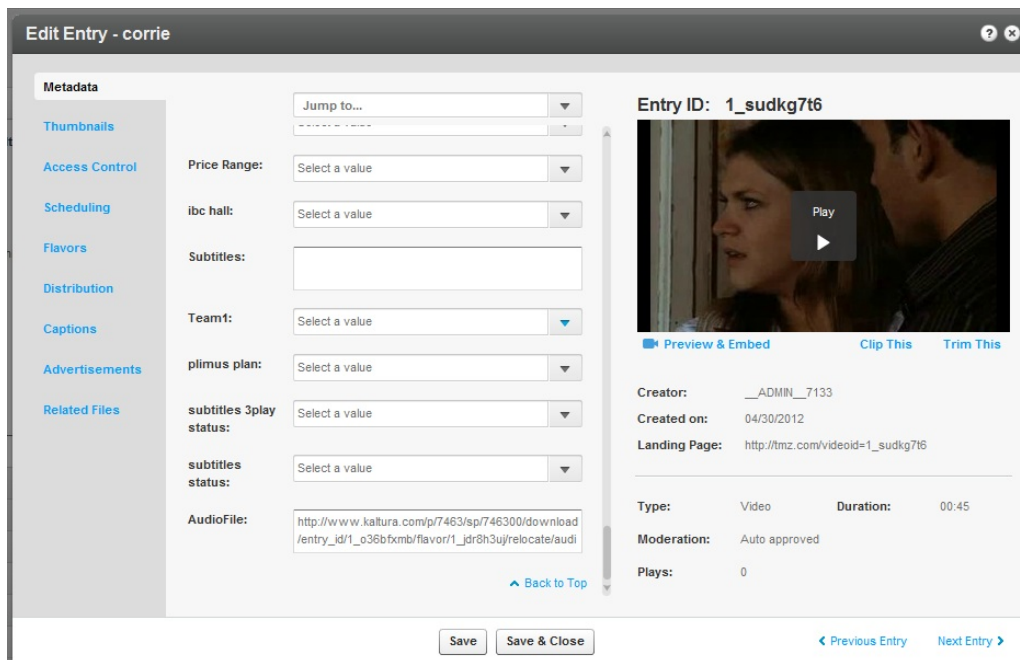 Edit Entry - corrie
?
Metadata
Thumbnails
Access Control
Scheduling
Flavors
Distribution
Captions
Advertisements
Related Files
Jump to...
Select a value
Price Range:
Select a value
ibc hall:
Select a value
Subtitles:
Team1:
Select a value
plimus plan:
Select a value
subtitles 3play
status:
Select a value
subtitles
status:
Select a value
AudioFile:
http://www.kaltura.com/p/7463/sp/746300/download
/entry_id/1_o36bfxmb/flavor/1_jdr8h3uj/relocate/audi
Back to Top
Entry ID: 1_sudkg7t6
Play
Preview & Embed
Clip This
Trim This
Creator: __ADMIN__7133
Created on: 04/30/2012
Landing Page: http://tmz.com/videoid=1_sudkg7t6
Type: Video Duration: 00:45
Moderation: Auto approved
Plays: 0
Save
Save & Close
Previous Entry
Next Entry